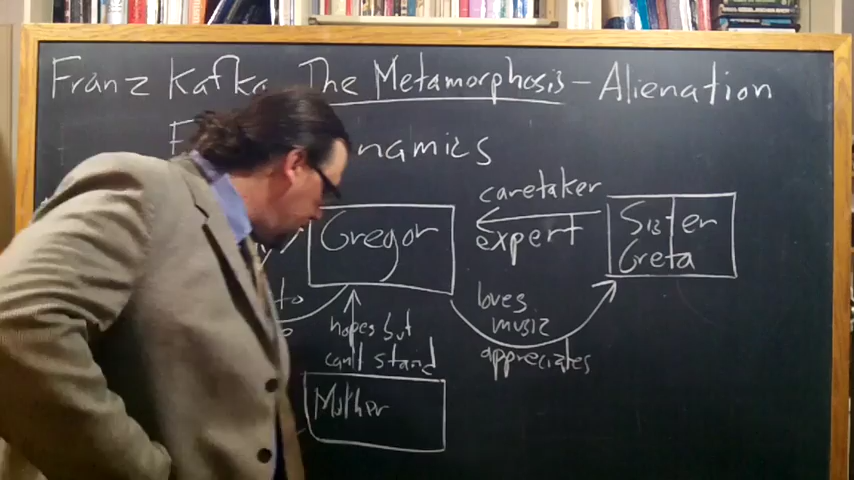 Franz Kafka The Metamorphosis - Alienation
F namics
caretaker
expert
Sister
Greta
Gregor
to
loves
music
appreciates
hopes but
can't stand
Mother